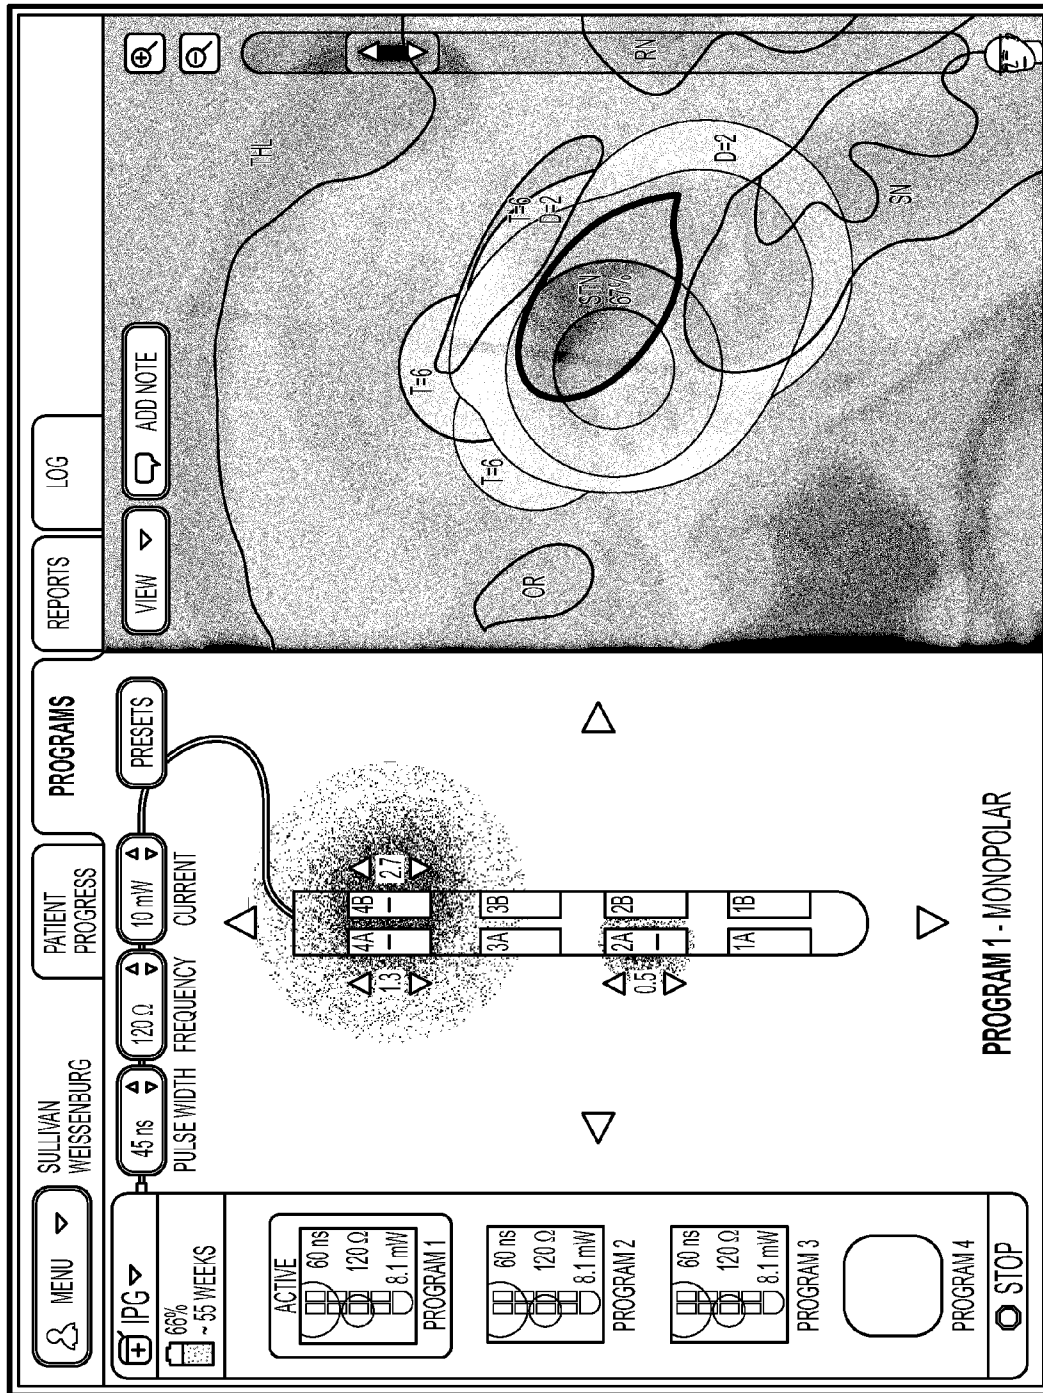 MENU
SULLIVAN
WEISSENBURG
PATIENT
PROGRESS
PROGRAMS
REPORTS
LOG
IPG
66%
~ 55 WEEKS
45 ns
PULSE WIDTH
120 Ω
FREQUENCY
10 mW
CURRENT
PRESETS
VIEW
ADD NOTE
ACTIVE
60 ns
120 Ω
8.1 mW
PROGRAM 1
60 ns
120 Ω
8.1 mW
PROGRAM 2
60 ns
120 Ω
8.1 mW
PROGRAM 3
PROGRAM 4
STOP
4A
4B
1.3
2.7
3A
3B
2A
2B
0.5
1A
1B
PROGRAM 1 - MONOPOLAR
THL
T=6
T=6
T=6
D=2
OR
STN
67%
D=2
RN
SN